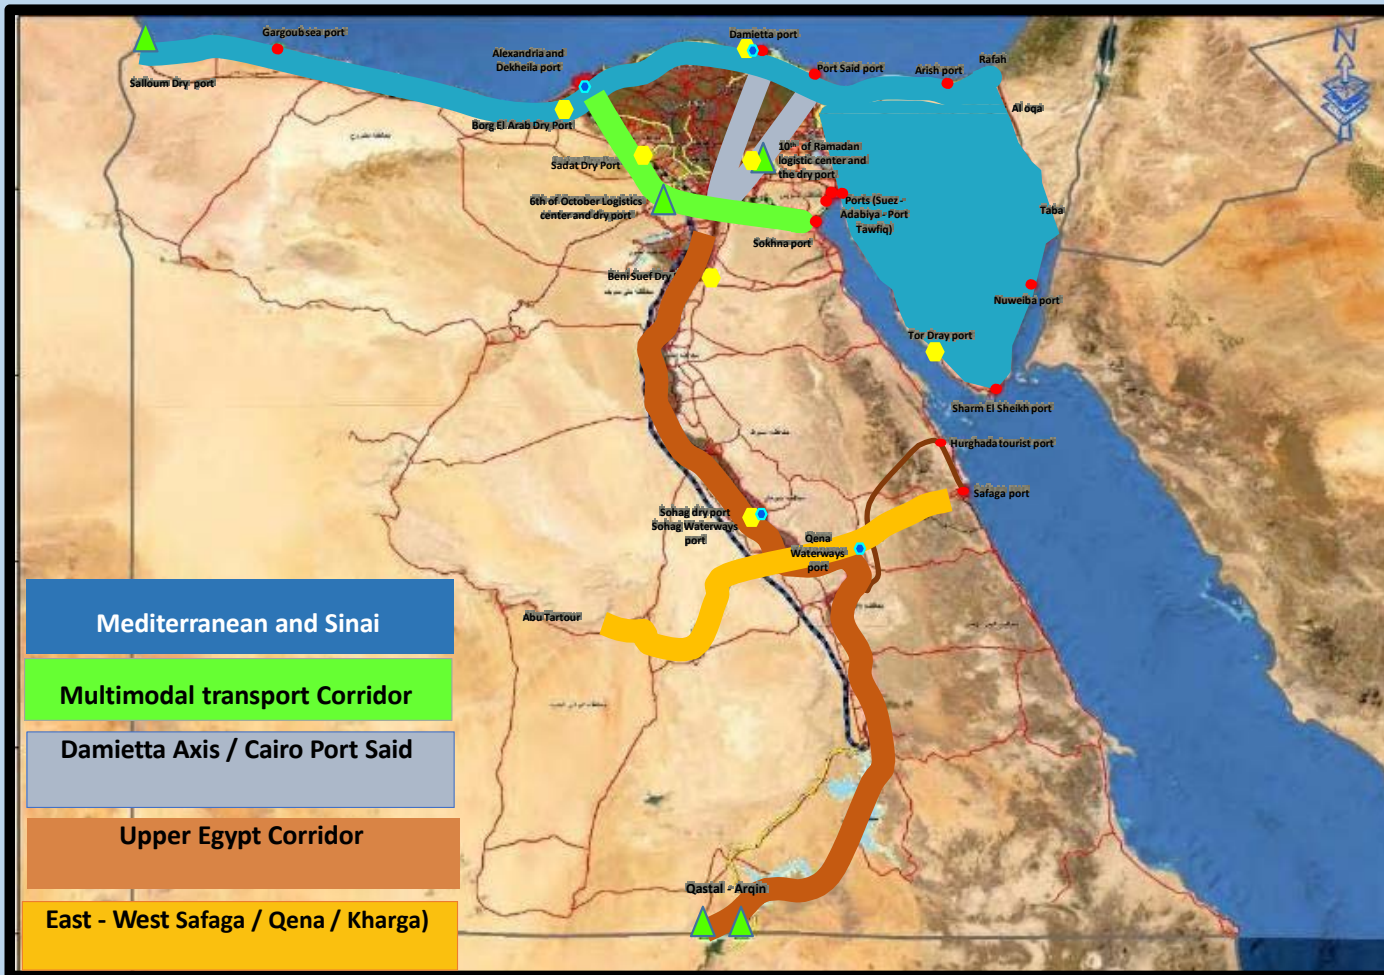 N
Gargoub sea port
Damietta port
Alexandria and
Dekheila port
Salloum Dry port
Port Said port
Arish port
Rafah
Al oqa
Borg El Arab Dry Port
Sadat Dry Port
10th of Ramadan
logistic center and
the dry port
6th of October Logistics
center and dry port
Ports (Suez -
Adabiya - Port
Tawfiq)
Taba
Sokhna port
Beni Suef Dry
Nuweiba port
Tor Dray port
Sharm El Sheikh port
Hurghada tourist port
Safaga port
Sohag dry port
Sohag Waterways
port
Qena
Waterways
port
Abu Tartour
Qastal - Arqin
Mediterranean and Sinai
Multimodal transport Corridor
Damietta Axis / Cairo Port Said
Upper Egypt Corridor
East - West Safaga / Qena / Kharga)